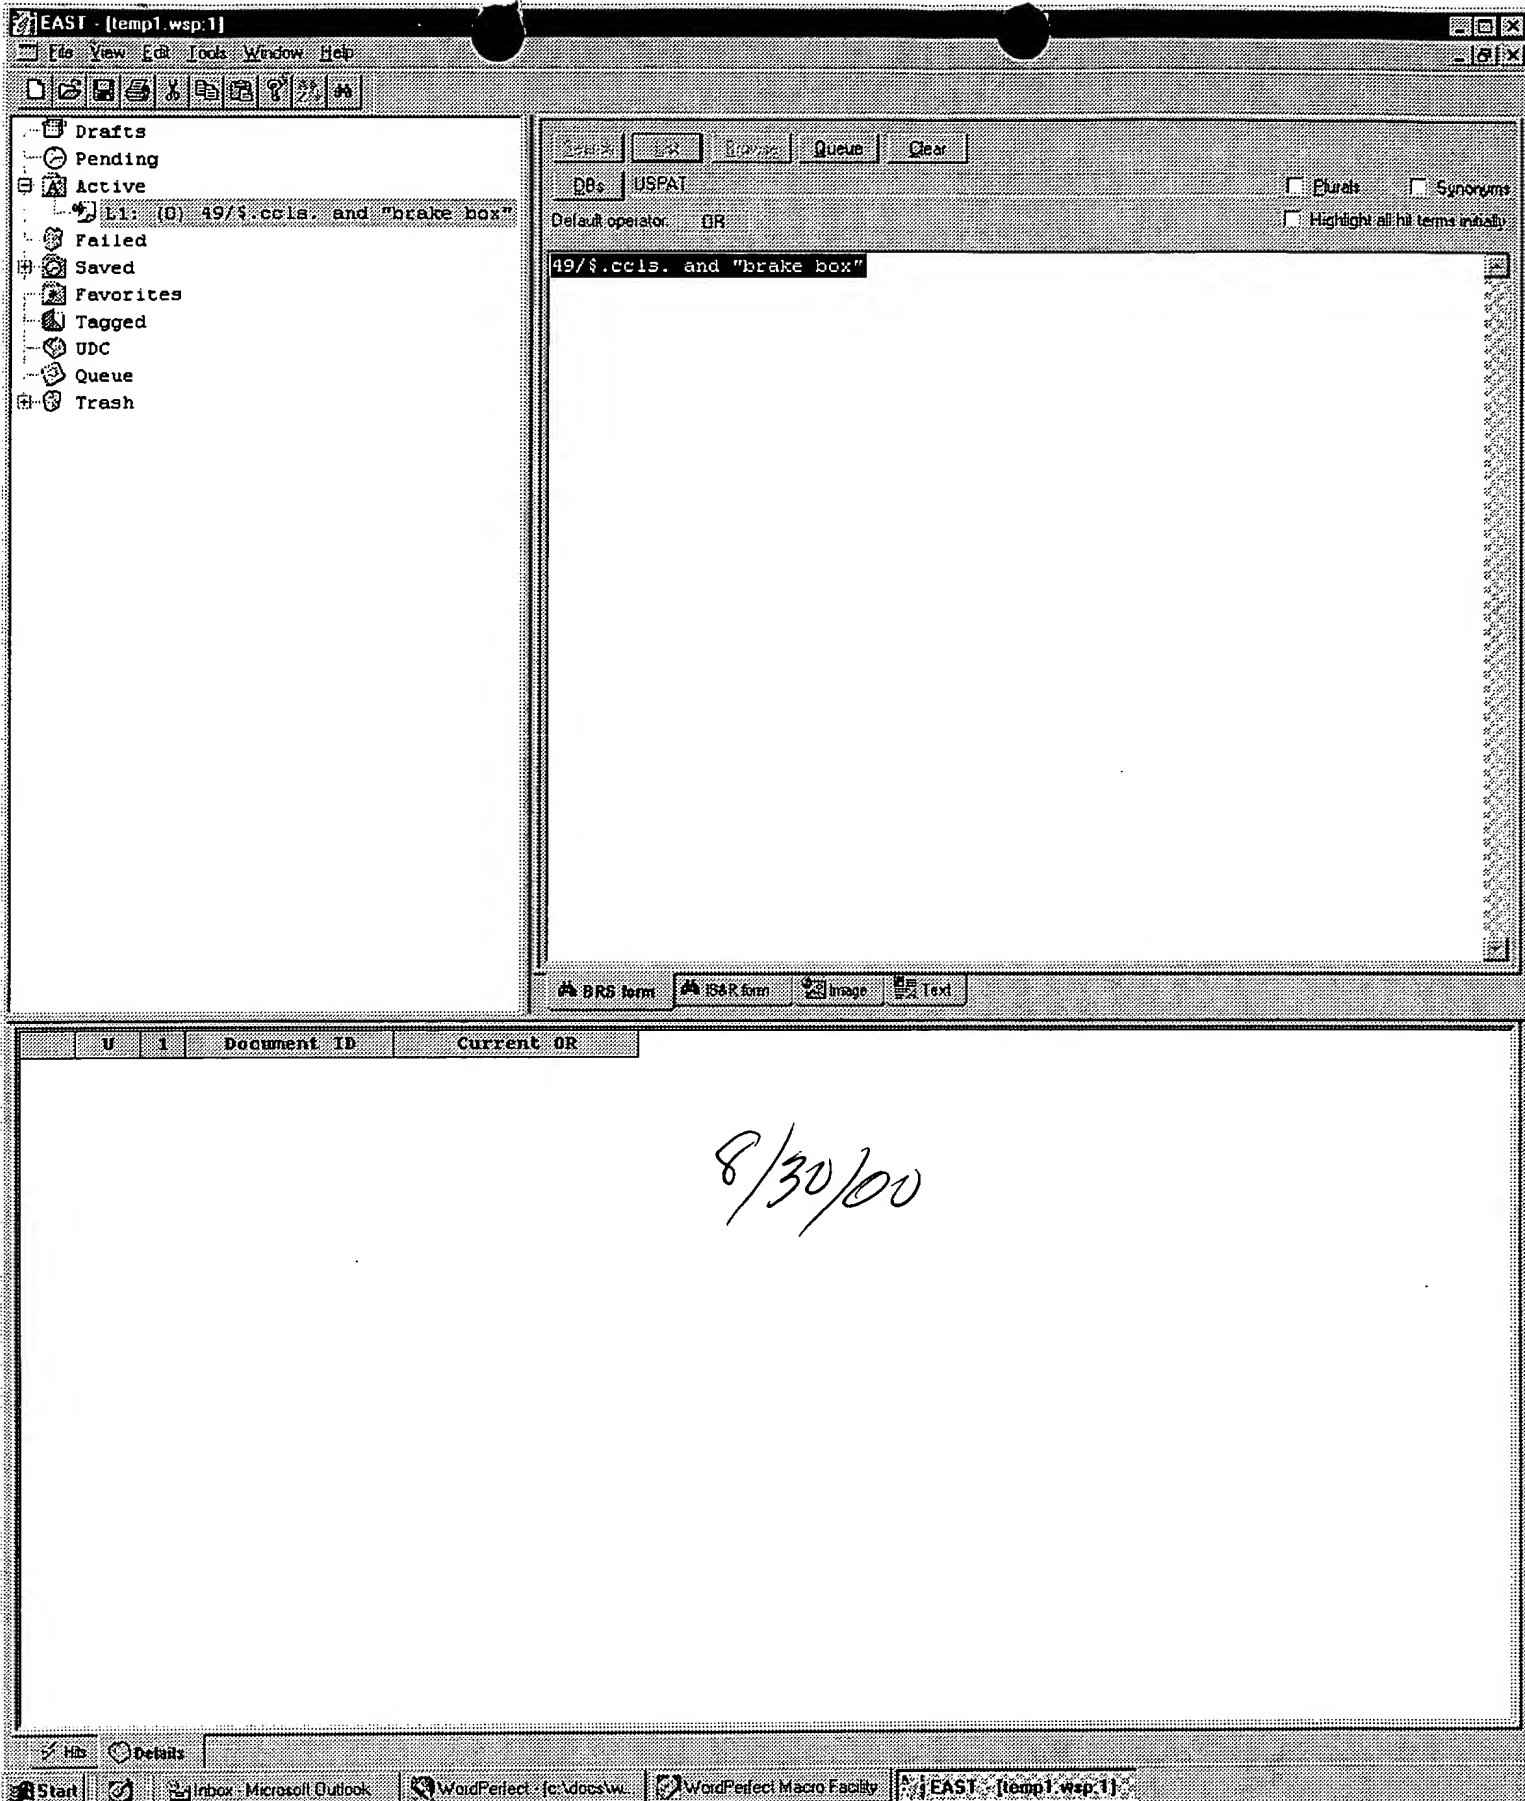 EAST - [temp1.wsp:1]
File View Edit Tools Window Help
Drafts
Pending
Active
L1: (0) 49/$.ccls. and "brake box"
Failed
Saved
Favorites
Tagged
UDC
Queue
Trash
Search List Browse Queue Clear
DBs USPAT Plurals Synonyms
Default operator: OR Highlight all hit terms initially
49/$.ccls. and "brake box"
BRS form IS&R form Image Text
U 1 Document ID Current OR
8/30/00
Hits Details
Start Inbox - Microsoft Outlook WordPerfect - [c:\docs\w... WordPerfect Macro Facility EAST - [temp1.wsp:1]